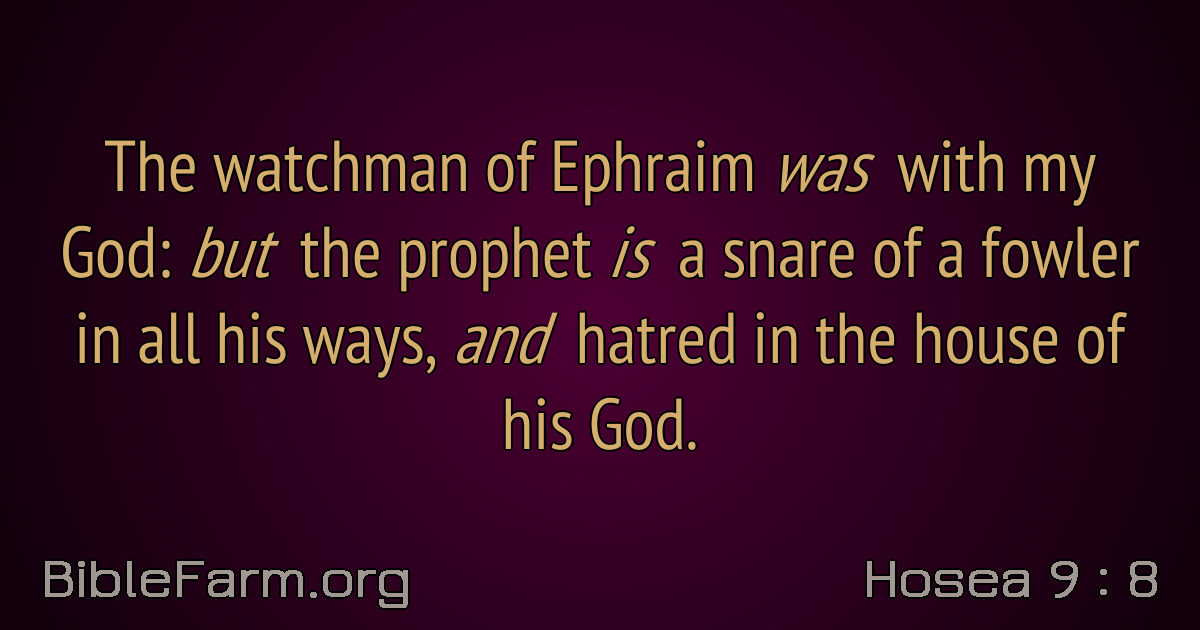 The watchman of Ephraim was with my
God: but the prophet is a snare of a fowler
in all his ways, and hatred in the house of
his God.
BibleFarm.org
Hosea 9 : 8